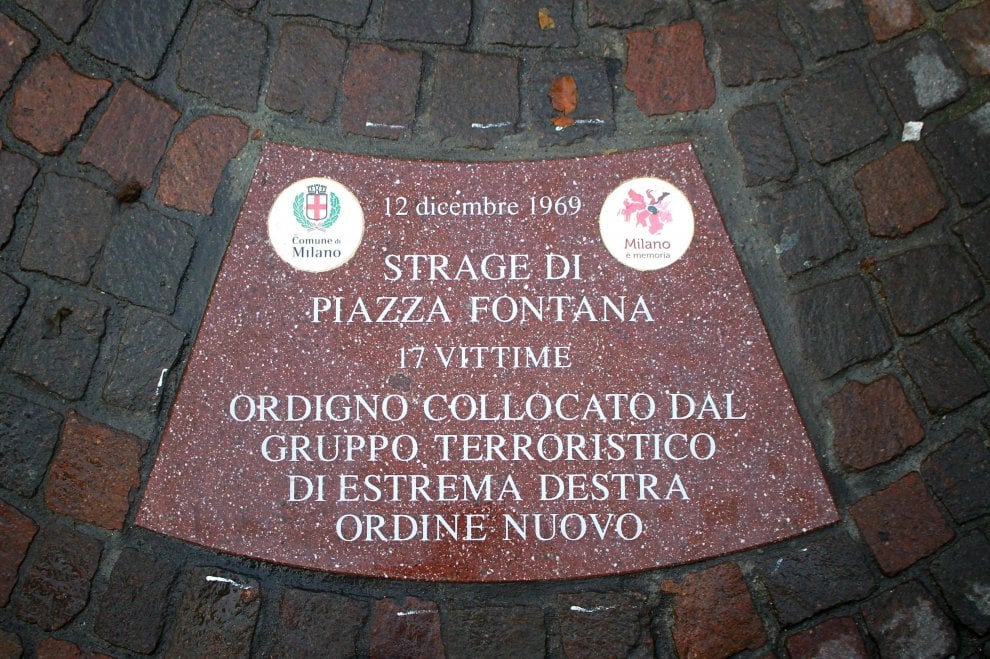 Comune di
Milano
12 dicembre 1969
Milano
è memoria
STRAGE DI
PIAZZA FONTANA
17 VITTIME
ORDIGNO COLLOCATO DAL
GRUPPO TERRORISTICO
DI ESTREMA DESTRA
ORDINE NUOVO